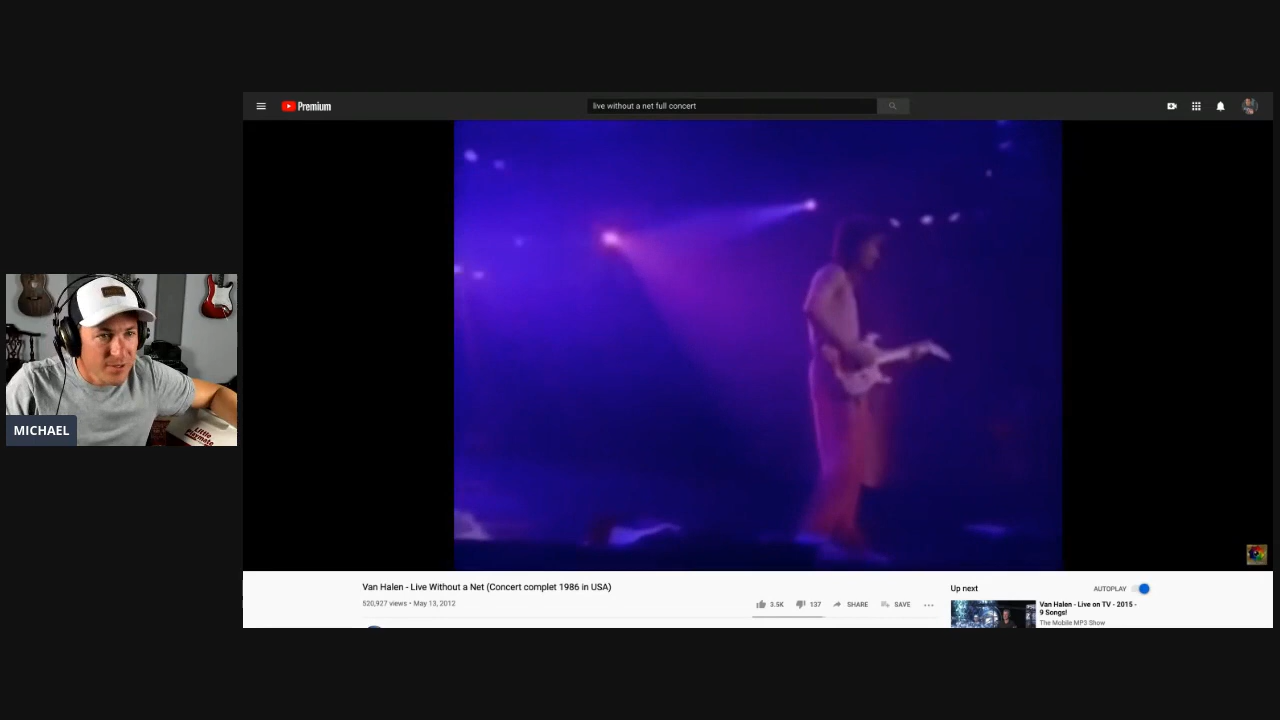 Premium
live without a net full concert
MICHAEL
Little
Playmate
Van Halen - Live Without a Net (Concert complet 1986 in USA)
520,927 views • May 13, 2012
3.5K
137
SHARE
SAVE
Up next
AUTOPLAY
Van Halen - Live on TV - 2015 -
9 Songs!
The Mobile MP3 Show